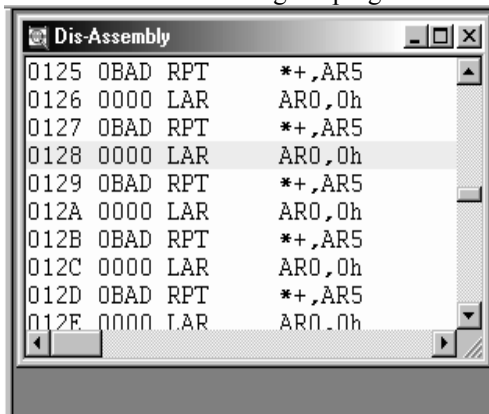 Dis-Assembly
0125 0BAD RPT *+,AR5
0126 0000 LAR AR0,0h
0127 0BAD RPT *+,AR5
0128 0000 LAR AR0,0h
0129 0BAD RPT *+,AR5
012A 0000 LAR AR0,0h
012B 0BAD RPT *+,AR5
012C 0000 LAR AR0,0h
012D 0BAD RPT *+,AR5
012E 0000 LAR AR0,0h